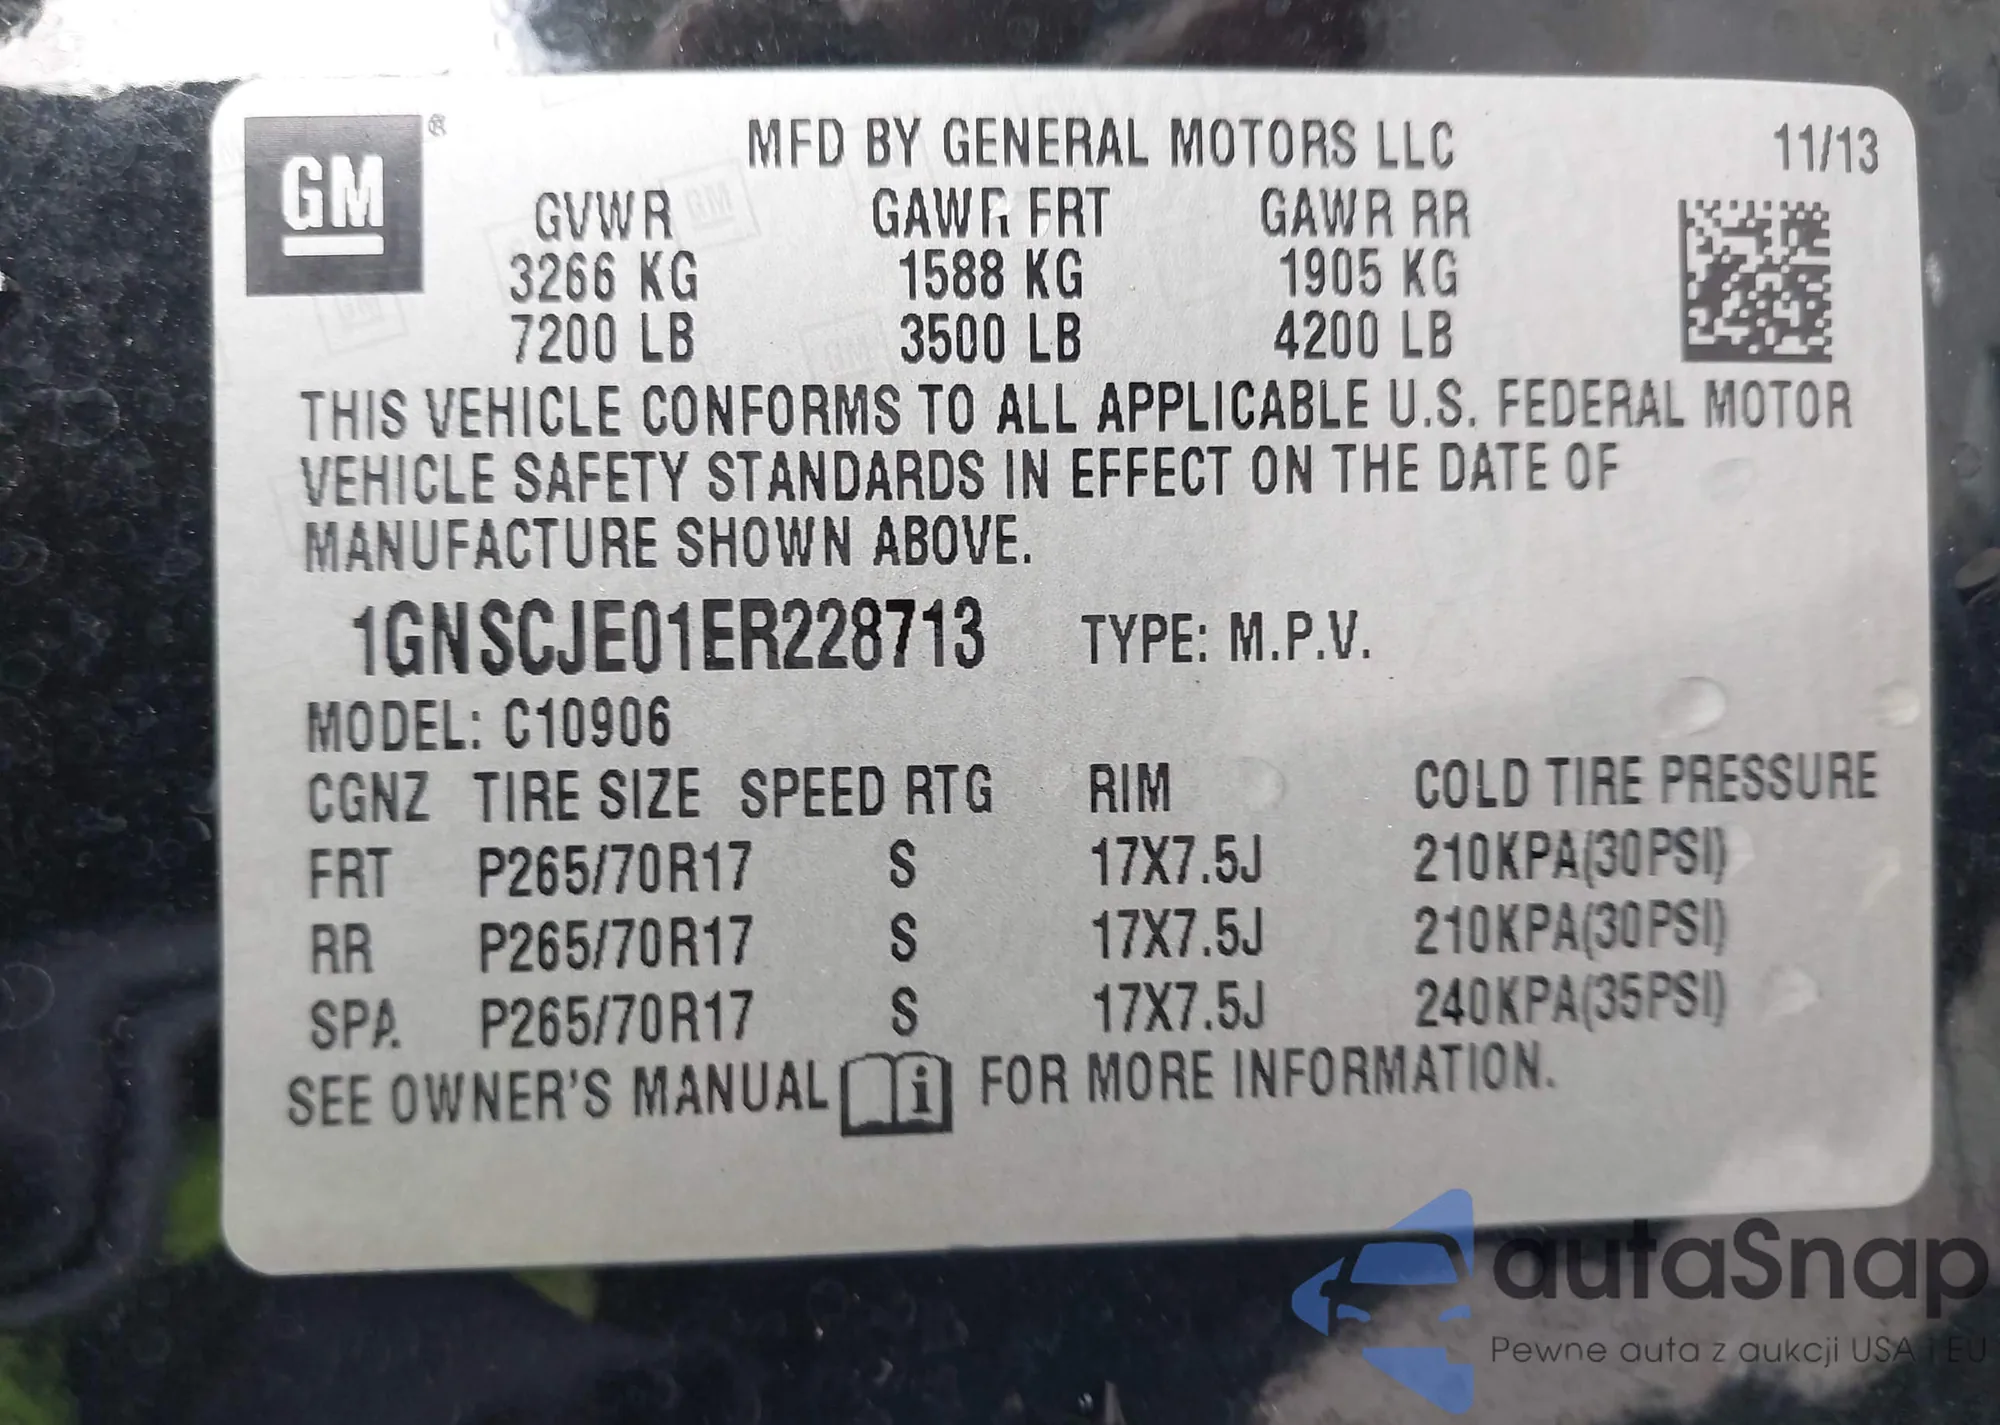 GM ®
MFD BY GENERAL MOTORS LLC 11/13
GVWR GAWR FRT GAWR RR
3266 KG 1588 KG 1905 KG
7200 LB 3500 LB 4200 LB
THIS VEHICLE CONFORMS TO ALL APPLICABLE U.S. FEDERAL MOTOR
VEHICLE SAFETY STANDARDS IN EFFECT ON THE DATE OF
MANUFACTURE SHOWN ABOVE.
1GNSCJE01ER228713 TYPE: M.P.V.
MODEL: C10906
CGNZ TIRE SIZE SPEED RTG RIM COLD TIRE PRESSURE
FRT P265/70R17 S 17X7.5J 210KPA(30PSI)
RR P265/70R17 S 17X7.5J 210KPA(30PSI)
SPA. P265/70R17 S 17X7.5J 240KPA(35PSI)
SEE OWNER'S MANUAL i FOR MORE INFORMATION.
autaSnap
Pewne auta z aukcji USA i EU